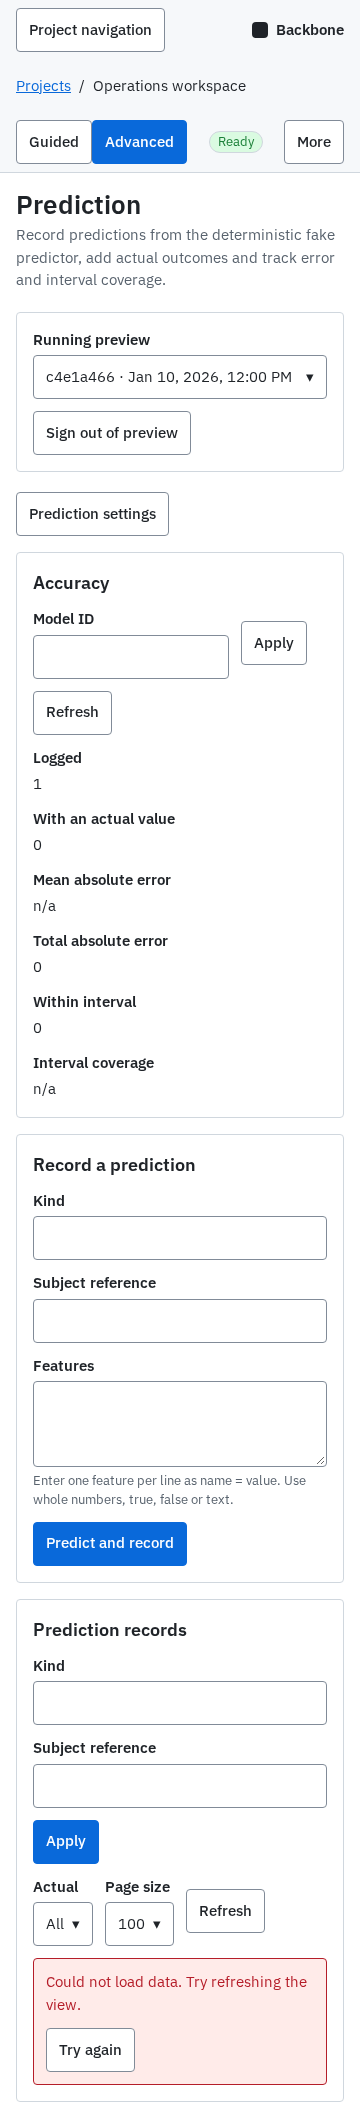 Project navigation
Backbone
Projects / Operations workspace
Guided
Advanced
Ready
More
Prediction
Record predictions from the deterministic fake
predictor, add actual outcomes and track error
and interval coverage.
Running preview
c4e1a466 · Jan 10, 2026, 12:00 PM ▾
Sign out of preview
Prediction settings
Accuracy
Model ID
Apply
Refresh
Logged
1
With an actual value
0
Mean absolute error
n/a
Total absolute error
0
Within interval
0
Interval coverage
n/a
Record a prediction
Kind
Subject reference
Features
Enter one feature per line as name = value. Use
whole numbers, true, false or text.
Predict and record
Prediction records
Kind
Subject reference
Apply
Actual
Page size
All ▾
100 ▾
Refresh
Could not load data. Try refreshing the
view.
Try again